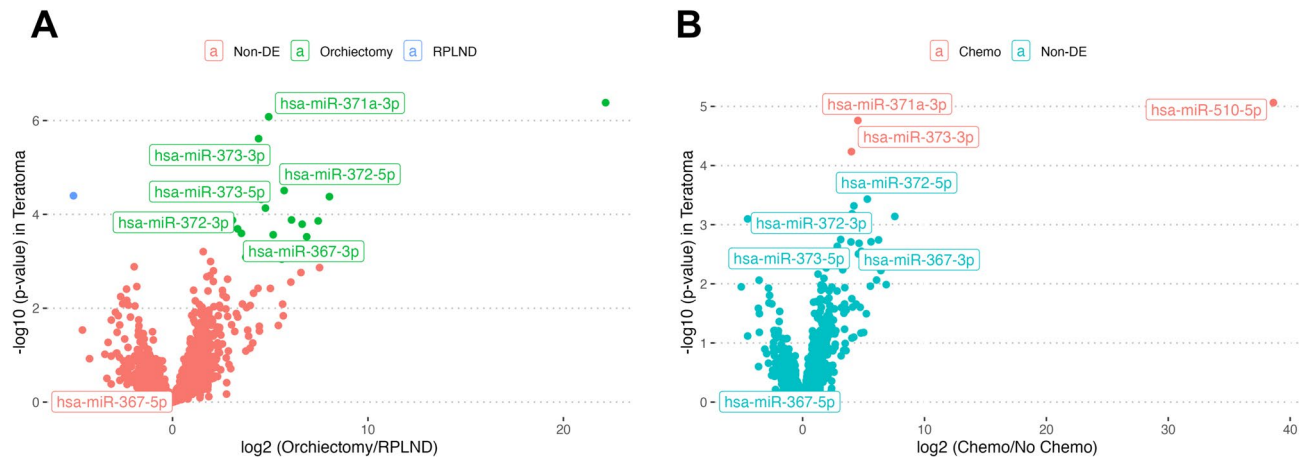 A
a Non-DE a Orchiectomy a RPLND
hsa-miR-371a-3p
hsa-miR-373-3p
hsa-miR-372-5p
hsa-miR-373-5p
hsa-miR-372-3p
hsa-miR-367-3p
hsa-miR-367-5p
-log10 (p-value) in Teratoma
6
4
2
0
0 10 20
log2 (Orchiectomy/RPLND)
B
a Chemo a Non-DE
hsa-miR-371a-3p
hsa-miR-510-5p
hsa-miR-373-3p
hsa-miR-372-5p
hsa-miR-372-3p
hsa-miR-373-5p
hsa-miR-367-3p
hsa-miR-367-5p
-log10 (p-value) in Teratoma
5
4
3
2
1
0
0 10 20 30 40
log2 (Chemo/No Chemo)